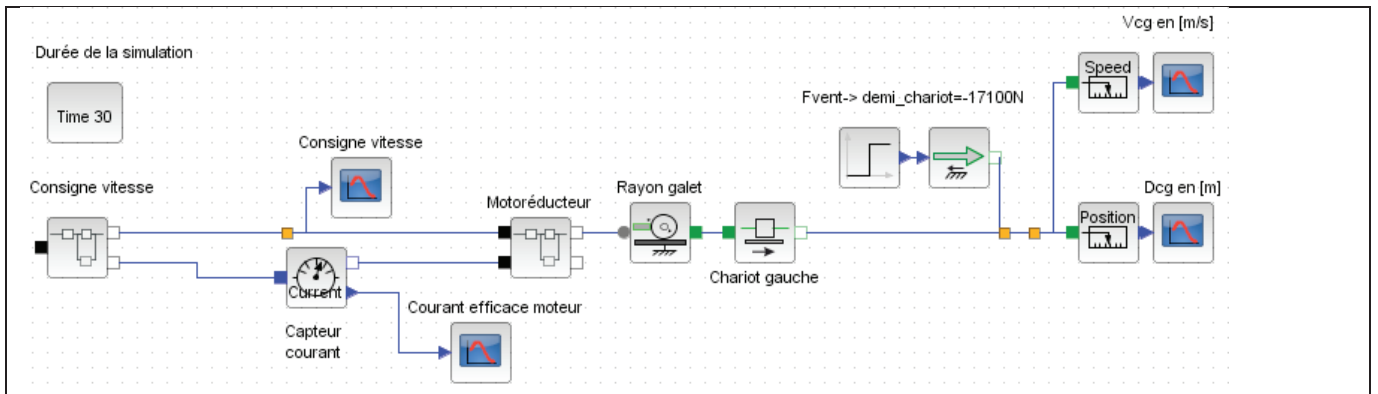 Vcg en [m/s]
Durée de la simulation
Speed
Time 30
Fvent-> demi_chariot=-17100N
Consigne vitesse
Consigne vitesse
Motoréducteur
Rayon galet
Dcg en [m]
Position
Chariot gauche
Current
Courant efficace moteur
Capteur
courant